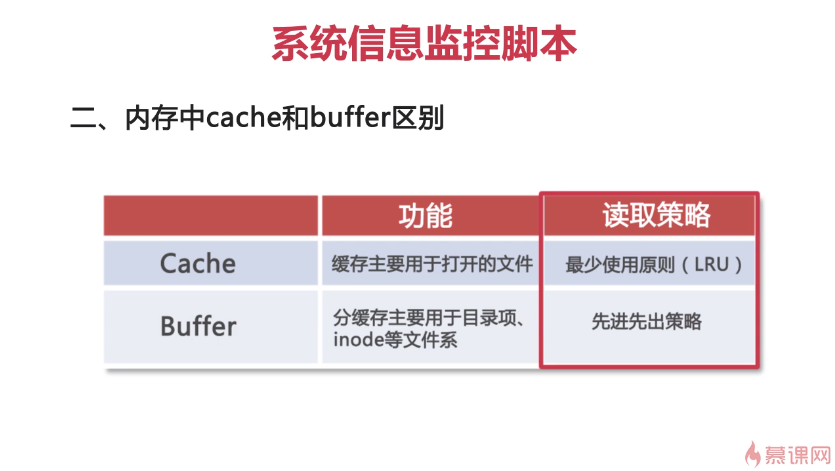 系统信息监控脚本
二、内存中cache和buffer区别
功能 读取策略
Cache 缓存主要用于打开的文件 最少使用原则（LRU）
Buffer 分缓存主要用于目录项、 先进先出策略
inode等文件系
慕课网